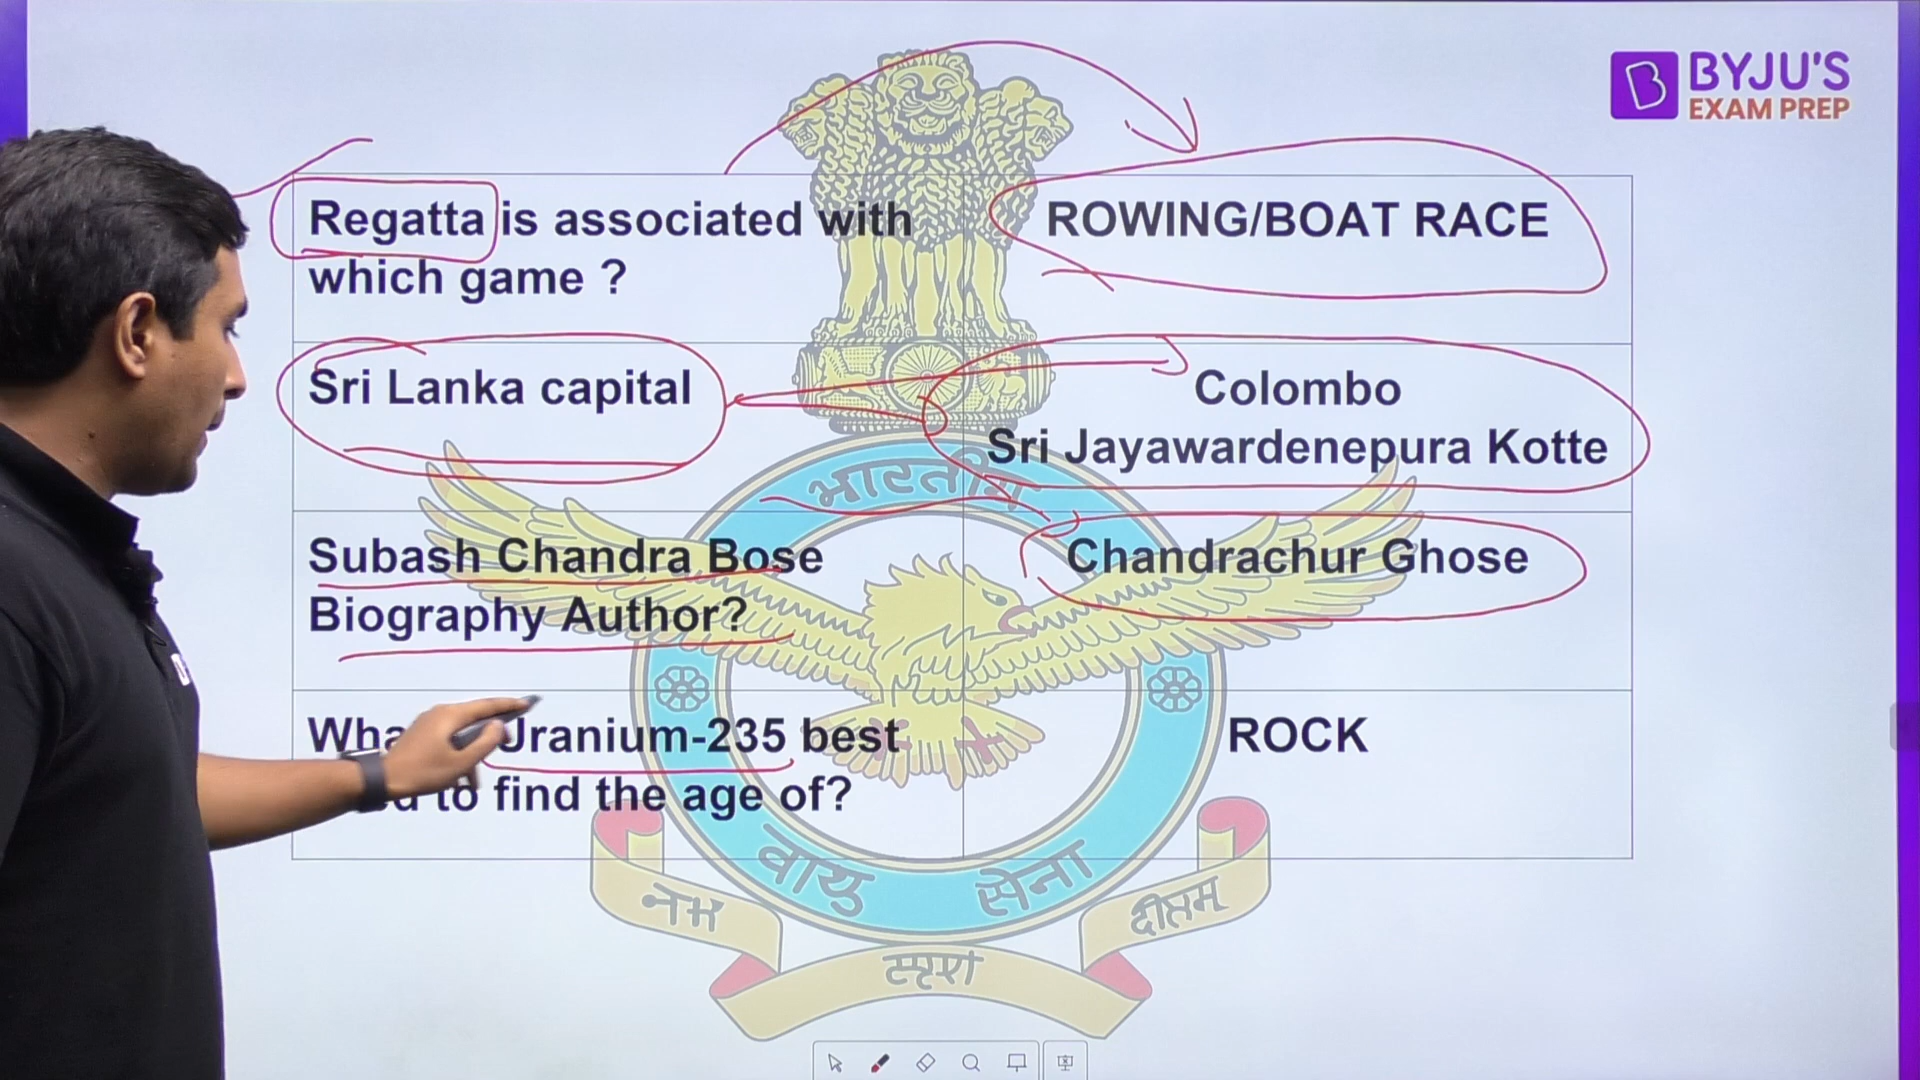 BYJU'S
EXAM PREP
Regatta is associated with
which game ?
ROWING/BOAT RACE
Sri Lanka capital
Colombo
Sri Jayawardenepura Kotte
Subash Chandra Bose
Biography Author?
Chandrachur Ghose
Uranium-235 best
to find the age of?
ROCK
भारतीय
वायु सेना
नभ
स्पृशं
दीप्तम्